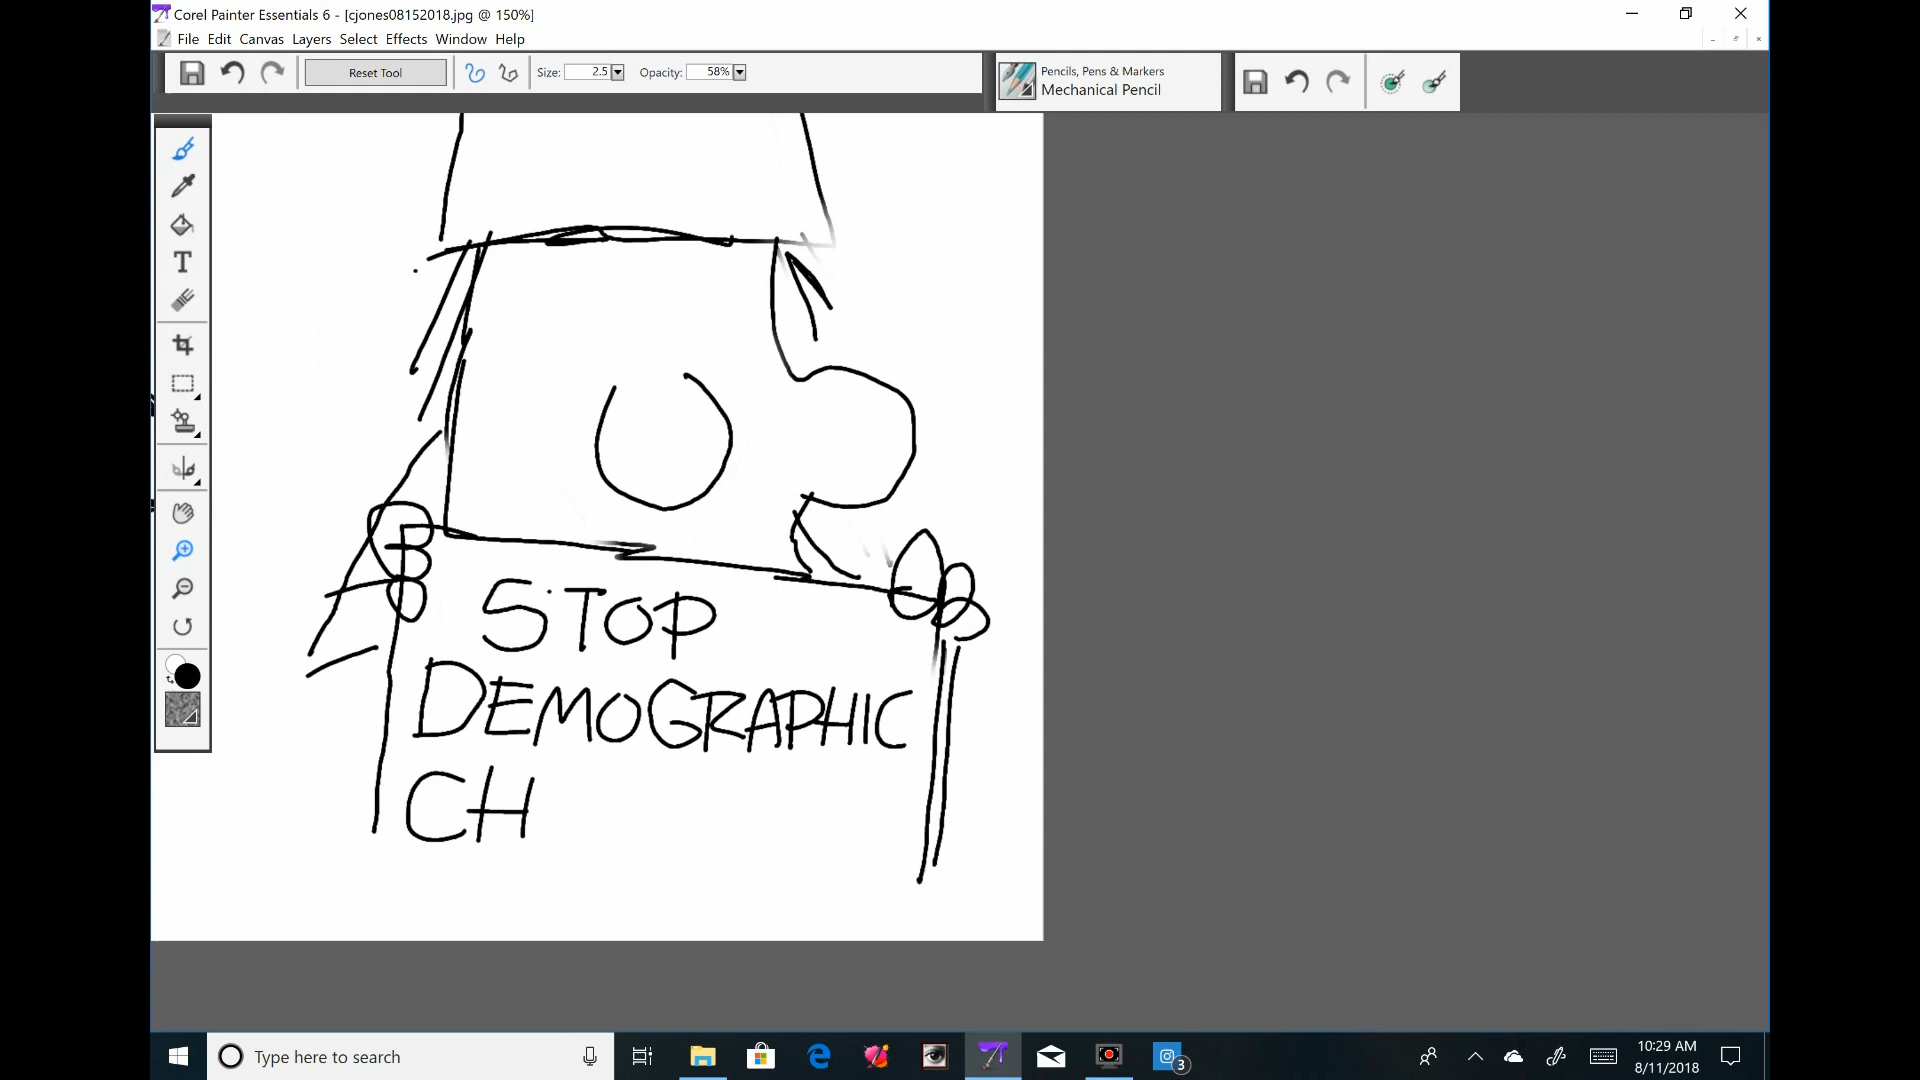 Corel Painter Essentials 6 - [cjones08152018.jpg @ 150%]
File Edit Canvas Layers Select Effects Window Help
Reset Tool Size: 2.5 Opacity: 58%
Pencils, Pens & Markers
Mechanical Pencil
T
STOP
DEMOGRAPHIC
CH
Type here to search
3
10:29 AM
8/11/2018